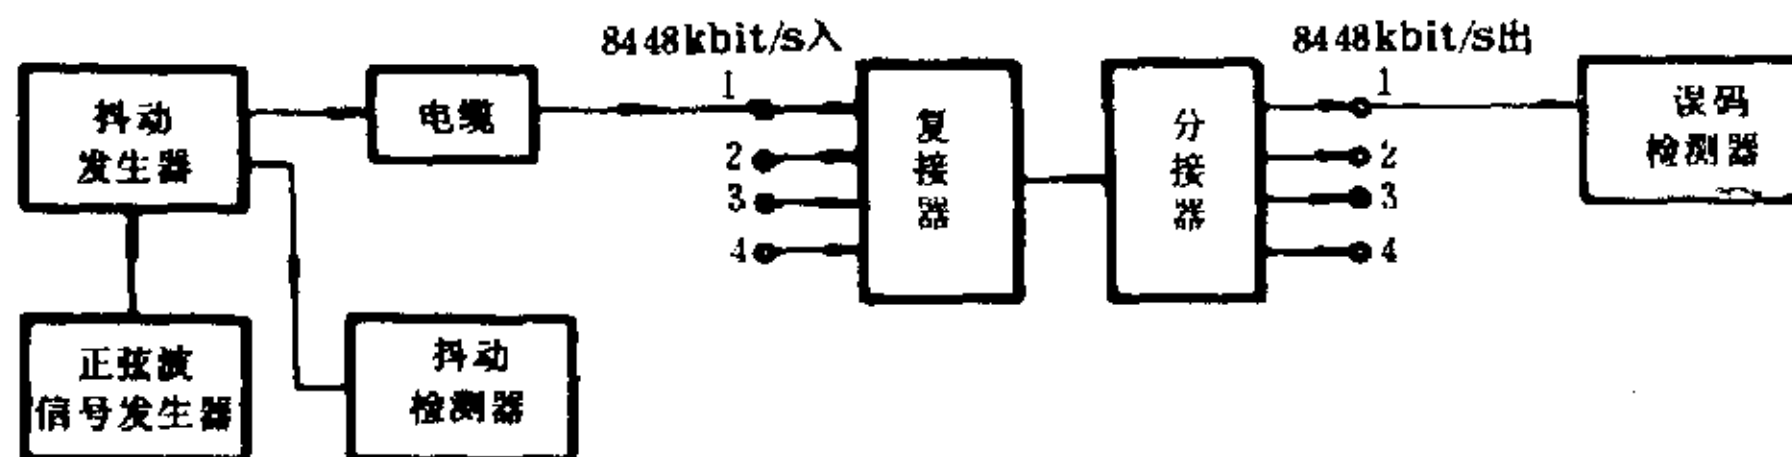 8448kbit/s入
8448kbit/s出
抖动
发生器
电缆
1
2
3
4
复
接
器
分
接
器
1
2
3
4
误码
检测器
正弦波
信号发生器
抖动
检测器